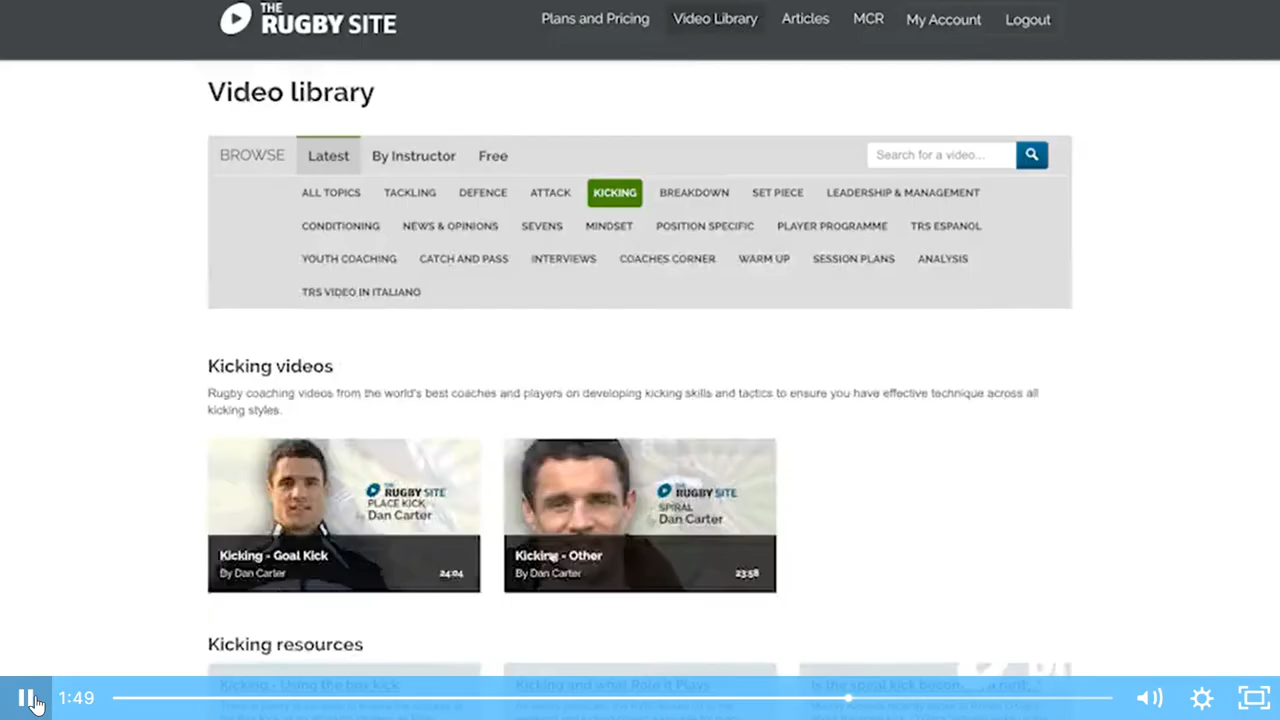 THE
RUGBY SITE
Plans and Pricing
Video Library
Articles
MCR
My Account
Logout
Video library
BROWSE
Latest
By Instructor
Free
Search for a video...
ALL TOPICS
TACKLING
DEFENCE
ATTACK
KICKING
BREAKDOWN
SET PIECE
LEADERSHIP & MANAGEMENT
CONDITIONING
NEWS & OPINIONS
SEVENS
MINDSET
POSITION SPECIFIC
PLAYER PROGRAMME
TRS ESPANOL
YOUTH COACHING
CATCH AND PASS
INTERVIEWS
COACHES CORNER
WARM UP
SESSION PLANS
ANALYSIS
TRS VIDEO IN ITALIANO
Kicking videos
Rugby coaching videos from the world's best coaches and players on developing kicking skills and tactics to ensure you have effective technique across all
kicking styles.
THE
RUGBY SITE
PLACE KICK
Dan Carter
Kicking - Goal Kick
By Dan Carter
24:04
THE
RUGBY SITE
SPIRAL
Dan Carter
Kicking - Other
By Dan Carter
23:58
Kicking resources
Kicking - Using the box kick
Kicking and what Role it Plays
Is the spiral kick
1:49